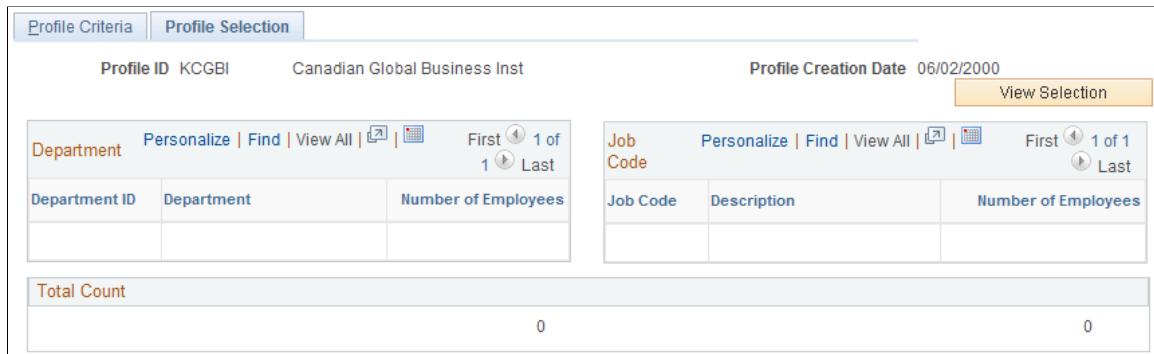 Profile Criteria Profile Selection
Profile ID KCGBI Canadian Global Business Inst Profile Creation Date 06/02/2000
View Selection
Department Personalize | Find | View All | | First 1 of 1 Last
Department ID Department Number of Employees
Job Code Personalize | Find | View All | | First 1 of 1 Last
Job Code Description Number of Employees
Total Count
0 0